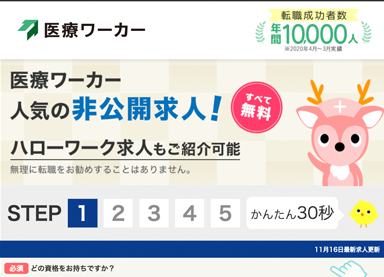 医療ワーカー
転職成功者数
年間10,000人
※2020年4月〜3月実績
医療ワーカー
人気の非公開求人!
すべて
無料
ハローワーク求人もご紹介可能
無理に転職をお勧めすることはありません。
STEP 1 2 3 4 5 かんたん30秒
11月16日最新求人更新
必須 どの資格をお持ちですか?